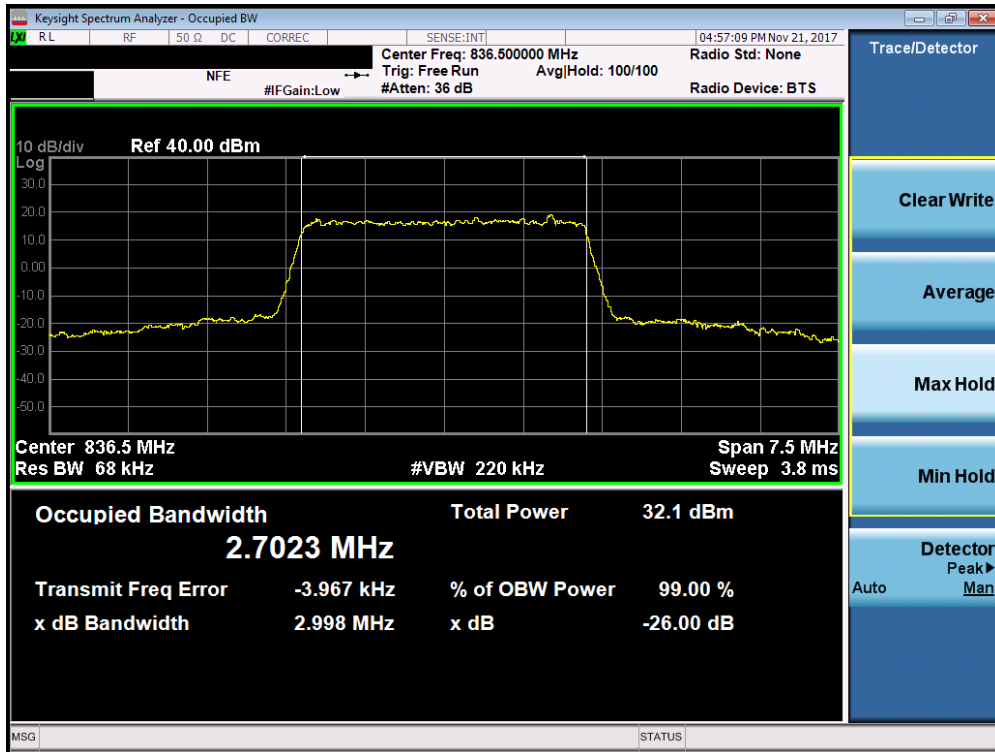 Keysight Spectrum Analyzer - Occupied BW
LXI RL RF 50 Ω DC CORREC SENSE:INT 04:57:09 PM Nov 21, 2017
Center Freq: 836.500000 MHz Radio Std: None
NFE Trig: Free Run Avg|Hold: 100/100
#IFGain:Low #Atten: 36 dB Radio Device: BTS
Trace/Detector
10 dB/div Ref 40.00 dBm
Log
30.0
20.0
10.0
0.00
-10.0
-20.0
-30.0
-40.0
-50.0
Center 836.5 MHz Span 7.5 MHz
Res BW 68 kHz #VBW 220 kHz Sweep 3.8 ms
Occupied Bandwidth Total Power 32.1 dBm
2.7023 MHz
Transmit Freq Error -3.967 kHz % of OBW Power 99.00 %
x dB Bandwidth 2.998 MHz x dB -26.00 dB
Clear Write
Average
Max Hold
Min Hold
Detector
Peak▶
Auto Man
MSG STATUS